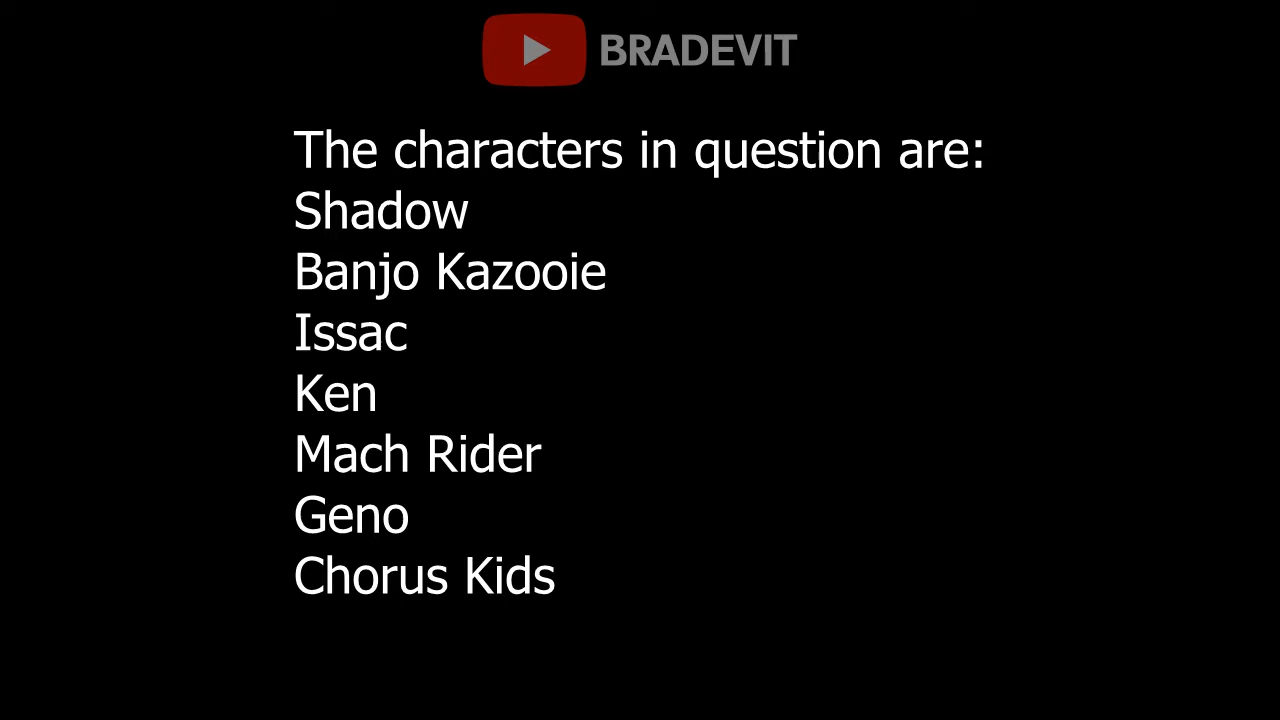 BRADEVIT
The characters in question are:
Shadow
Banjo Kazooie
Issac
Ken
Mach Rider
Geno
Chorus Kids